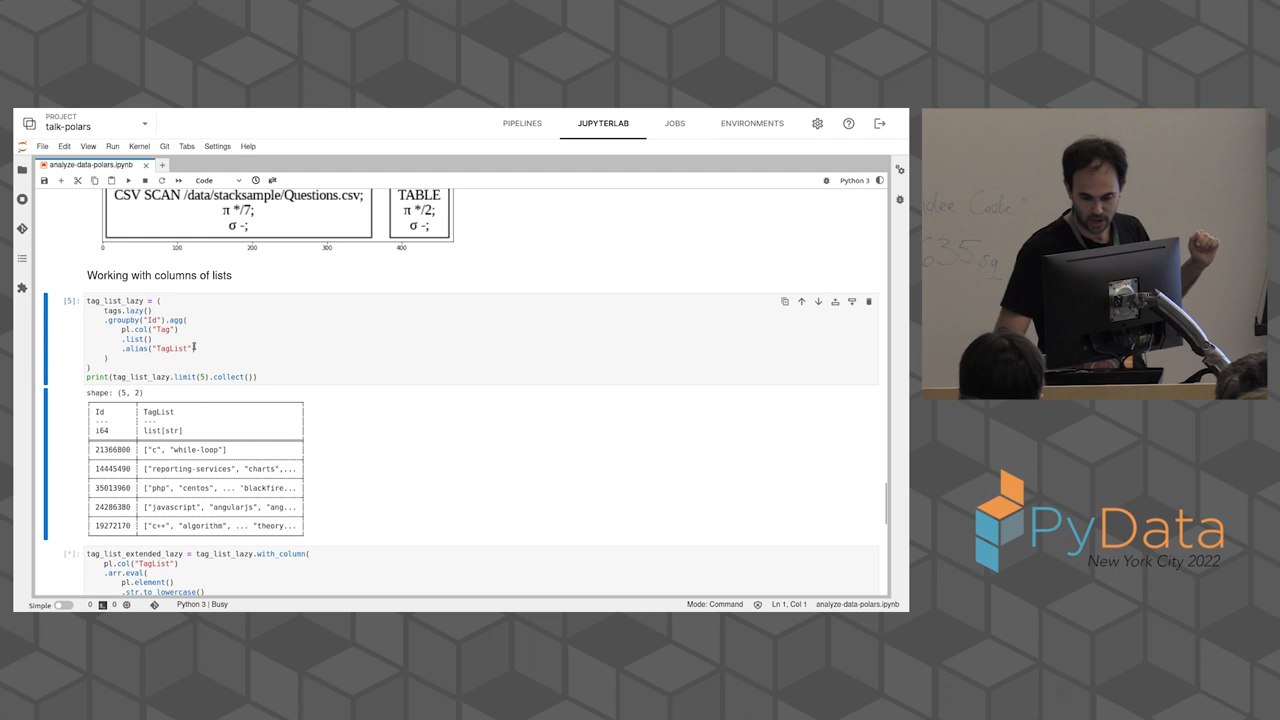 PROJECT
talk-polars
PIPELINES
JUPYTERLAB
JOBS
ENVIRONMENTS
File Edit View Run Kernel Git Tabs Settings Help
analyze-data-polars.ipynb
Code
git
Python 3
CSV SCAN /data/stacksample/Questions.csv;
π */7;
σ -;
TABLE
π */2;
σ -;
0 100 200 300 400
Working with columns of lists
[5]:
tag_list_lazy = (
tags.lazy()
.groupby("Id").agg(
pl.col("Tag")
.list()
.alias("TagList")
)
)
print(tag_list_lazy.limit(5).collect())
shape: (5, 2)
Id TagList
--- ---
i64 list[str]
21366800 ["c", "while-loop"]
14445490 ["reporting-services", "charts",...
35013960 ["php", "centos", ... "blackfire...
24286380 ["javascript", "angularjs", "ang...
19272170 ["c++", "algorithm", ... "theory...
[*]:
tag_list_extended_lazy = tag_list_lazy.with_column(
pl.col("TagList")
.arr.eval(
pl.element()
.str.to_lowercase()
Simple 0 0 Python 3 | Busy
Mode: Command Ln 1, Col 1 analyze-data-polars.ipynb
Code"
635 sq
PyData
New York City 2022